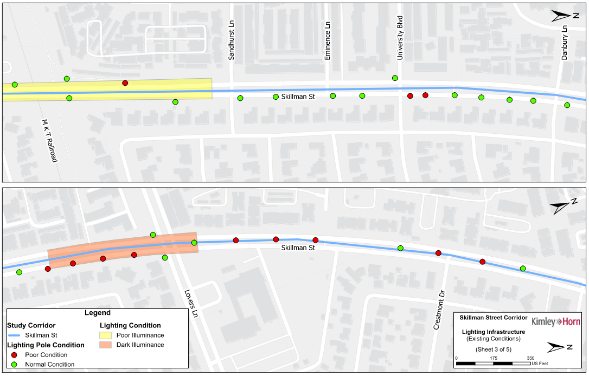 N
Sandhurst Ln
Eminence Ln
University Blvd
Danbury Ln
Skillman St
M K T Railroad
N
Skillman St
Lovers Ln
Creamont Dr
Legend
Study Corridor
Skillman St
Lighting Pole Condition
Poor Condition
Normal Condition
Lighting Condition
Poor Illuminance
Dark Illuminance
Skillman Street Corridor
Kimley»Horn
Lighting Infrastructure
(Existing Conditions)
(Sheet 3 of 5)
N
0 175 350
US Feet